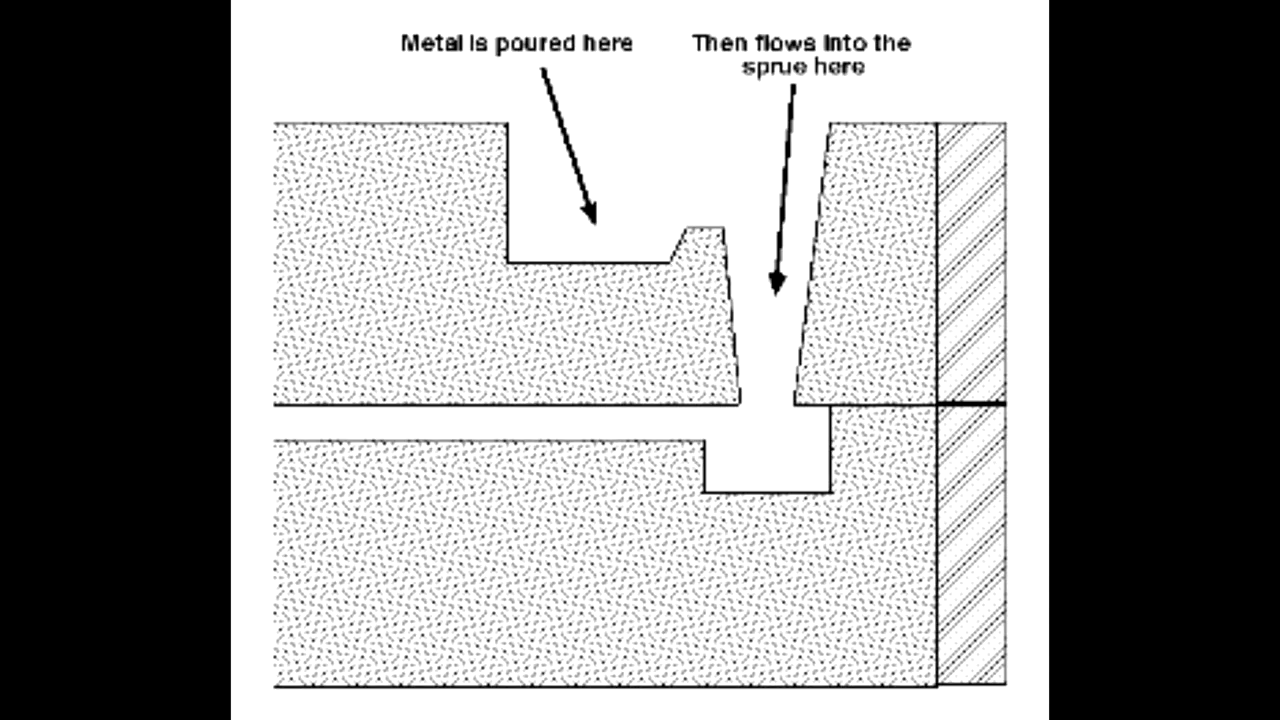 Metal is poured here
Then flows into the
sprue here